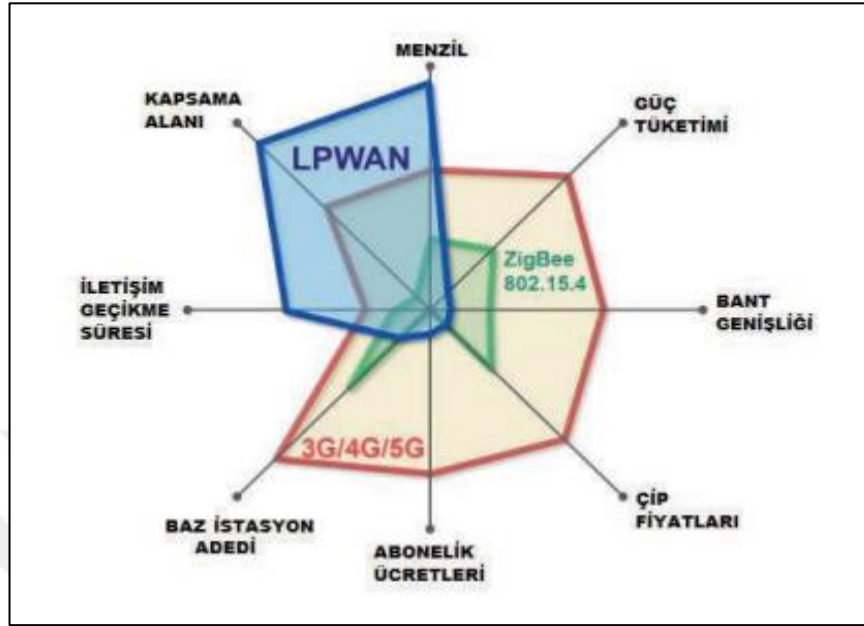 MENZİL
KAPSAMA
ALANI
GÜÇ
TÜKETİMİ
LPWAN
ZigBee
802.15.4
İLETİŞİM
GEÇİKME
SÜRESİ
BANT
GENİŞLİĞİ
3G/4G/5G
BAZ İSTASYON
ADEDİ
ABONELİK
ÜCRETLERİ
ÇİP
FİYATLARI